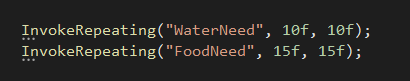 InvokeRepeating("WaterNeed", 10f, 10f);
InvokeRepeating("FoodNeed", 15f, 15f);